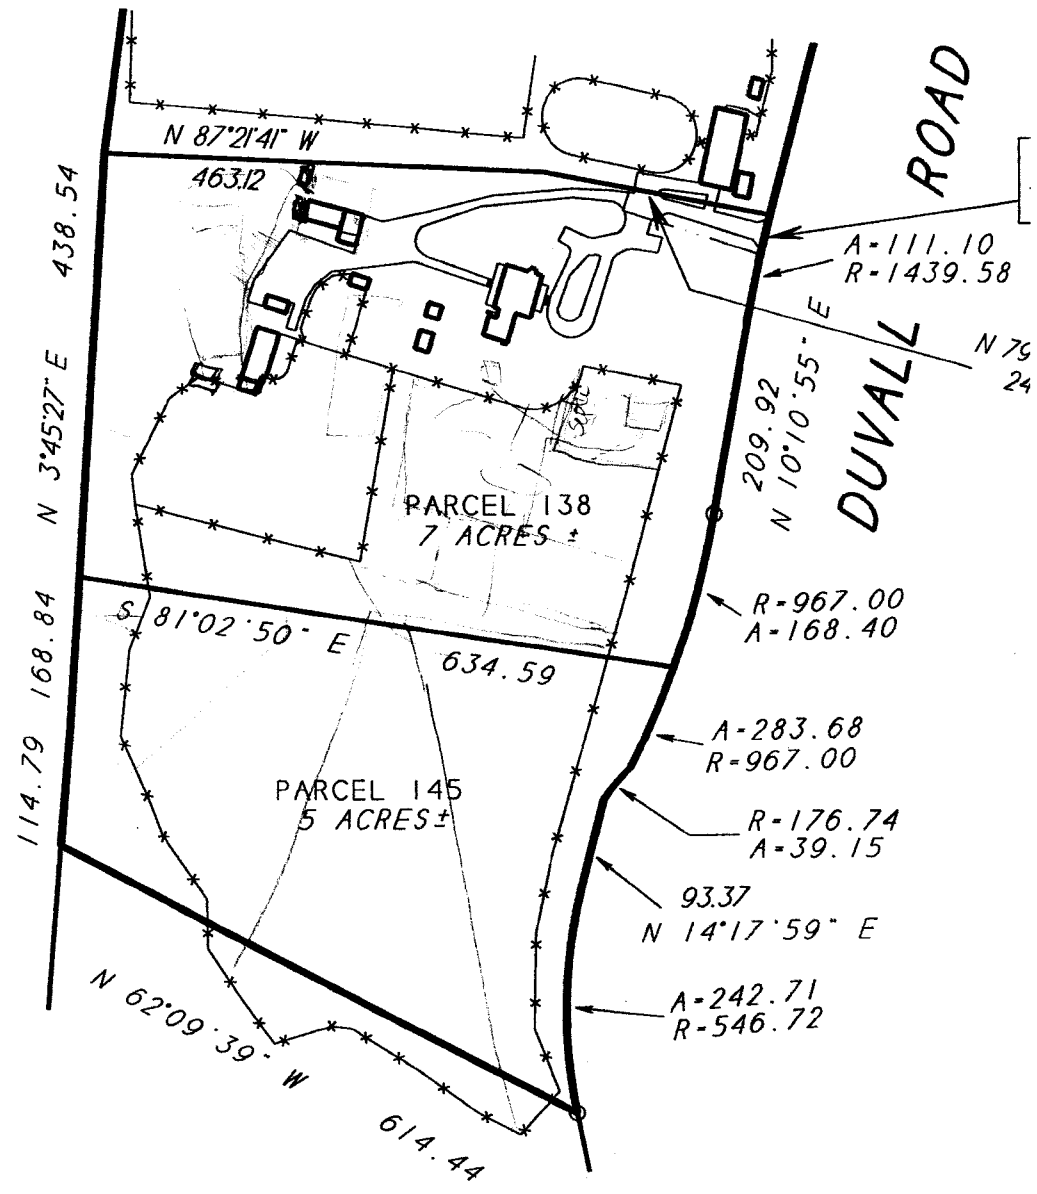 N 87°21'41" W
463.12
ROAD
438.54
A=111.10
R=1439.58
N 79
24
N 10°10'55" E
209.92
DUVALL
N 3°45'27" E
SEPTIC
PARCEL 138
7 ACRES ±
R=967.00
A=168.40
S 81°02'50" E
634.59
168.84
A=283.68
R=967.00
114.79
PARCEL 145
5 ACRES±
R=176.74
A=39.15
93.37
N 14°17'59" E
A=242.71
R=546.72
N 62°09'39" W
614.44